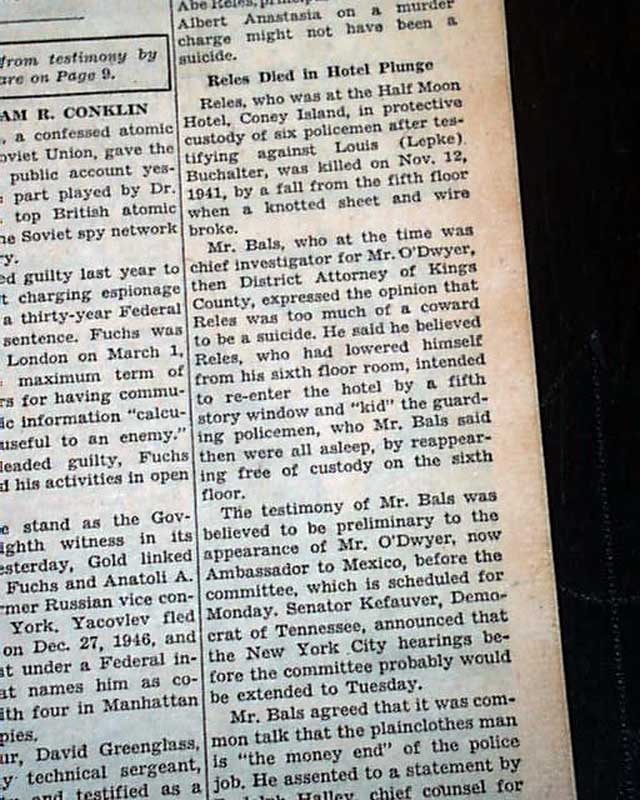 from testimony by
are on Page 9.
AM R. CONKLIN
a confessed atomic
oviet Union, gave the
public account yes-
part played by Dr.
top British atomic
he Soviet spy network
ry.
ed guilty last year to
t charging espionage
a thirty-year Federal
sentence. Fuchs was
London on March 1,
maximum term of
rs for having commu-
ic information "calcu-
useful to an enemy."
leaded guilty, Fuchs
d his activities in open
e stand as the Gov-
ighth witness in its
esterday, Gold linked
Fuchs and Anatoli A.
rmer Russian vice con-
York. Yacovlev fled
on Dec. 27, 1946, and
st under a Federal in-
at names him as co-
ith four in Manhattan
pies.
ur, David Greenglass,
y technical sergeant,
and testified as a
Abe Reles,
Albert Anastasia on a murder
charge might not have been a
suicide.
Reles Died in Hotel Plunge
Reles, who was at the Half Moon
Hotel, Coney Island, in protective
custody of six policemen after tes-
tifying against Louis (Lepke)
Buchalter, was killed on Nov. 12,
1941, by a fall from the fifth floor
when a knotted sheet and wire
broke.
Mr. Bals, who at the time was
chief investigator for Mr. O'Dwyer,
then District Attorney of Kings
County, expressed the opinion that
Reles was too much of a coward
to be a suicide. He said he believed
Reles, who had lowered himself
from his sixth floor room, intended
to re-enter the hotel by a fifth
story window and "kid" the guard-
ing policemen, who Mr. Bals said
then were all asleep, by reappear-
ing free of custody on the sixth
floor.
The testimony of Mr. Bals was
believed to be preliminary to the
appearance of Mr. O'Dwyer, now
Ambassador to Mexico, before the
committee, which is scheduled for
Monday. Senator Kefauver, Demo-
crat of Tennessee, announced that
the New York City hearings be-
fore the committee probably would
be extended to Tuesday.
Mr. Bals agreed that it was com-
mon talk that the plainclothes man
is "the money end" of the police
job. He assented to a statement by
Halley, chief counsel for